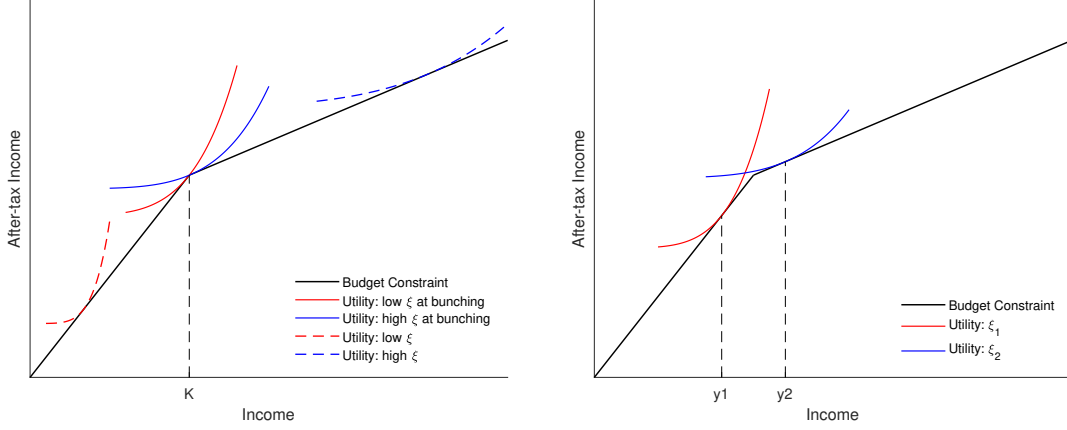 After-tax Income
Budget Constraint
Utility: low ξ at bunching
Utility: high ξ at bunching
Utility: low ξ
Utility: high ξ
K
Income
After-tax Income
Budget Constraint
Utility: ξ₁
Utility: ξ₂
y1
y2
Income